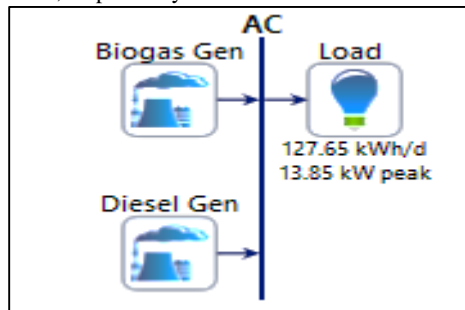 AC
Biogas Gen
Load
127.65 kWh/d
13.85 kW peak
Diesel Gen